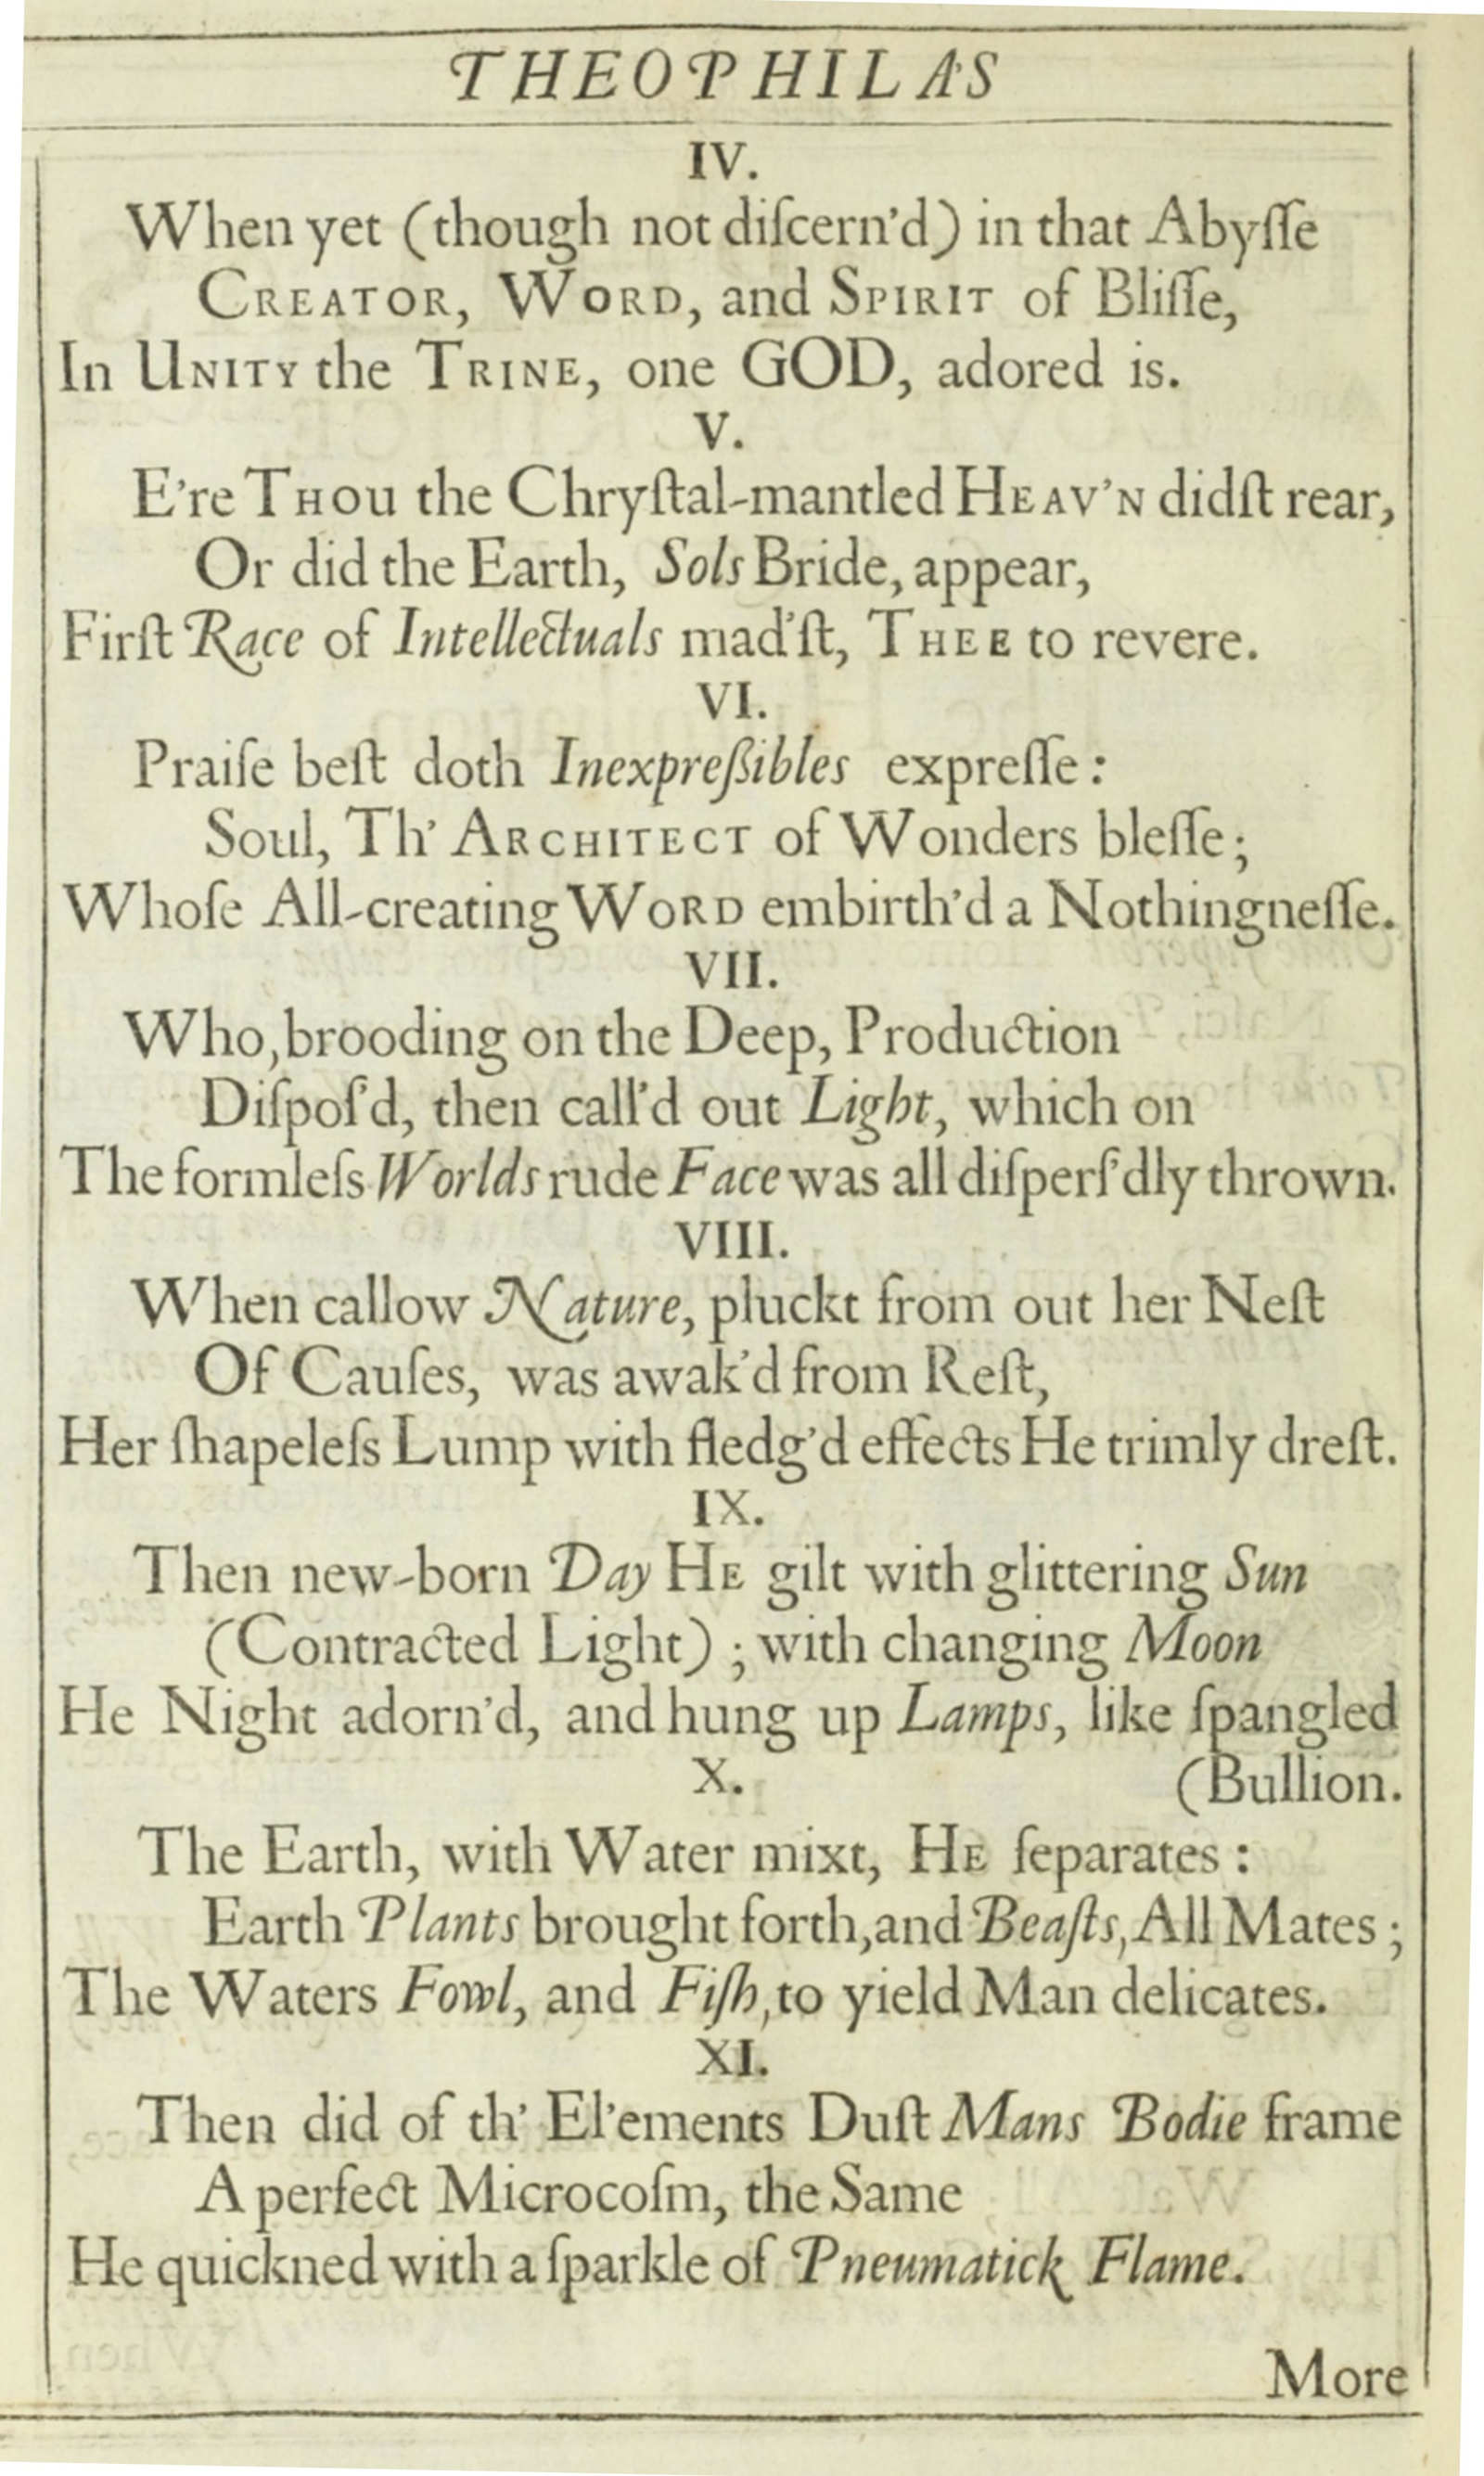 THEOPHILA'S
IV.
When yet (though not diſcern'd) in that Abyſſe
CREATOR, WORD, and SPIRIT of Bliſſe,
In UNITY the TRINE, one GOD, adored is.
V.
E're THOU the Chryſtal-mantled HEAV'N didſt rear,
Or did the Earth, Sols Bride, appear,
Firſt Race of Intellectuals mad'ſt, THEE to revere.
VI.
Praiſe beſt doth Inexpreßibles expreſſe:
Soul, Th' ARCHITECT of Wonders bleſſe;
Whoſe All-creating WORD embirth'd a Nothingneſſe.
VII.
Who, brooding on the Deep, Production
Diſpoſ'd, then call'd out Light, which on
The formleſs Worlds rude Face was all diſperſ'dly thrown.
VIII.
When callow Nature, pluckt from out her Neſt
Of Cauſes, was awak'd from Reſt,
Her ſhapeleſs Lump with fledg'd effects He trimly dreſt.
IX.
Then new-born Day HE gilt with glittering Sun
(Contracted Light) ; with changing Moon
He Night adorn'd, and hung up Lamps, like ſpangled
X. (Bullion.
The Earth, with Water mixt, HE ſeparates :
Earth Plants brought forth, and Beaſts, All Mates ;
The Waters Fowl, and Fiſh, to yield Man delicates.
XI.
Then did of th' El'ements Duſt Mans Bodie frame
A perfect Microcoſm, the Same
He quickned with a ſparkle of Pneumatick Flame.
More